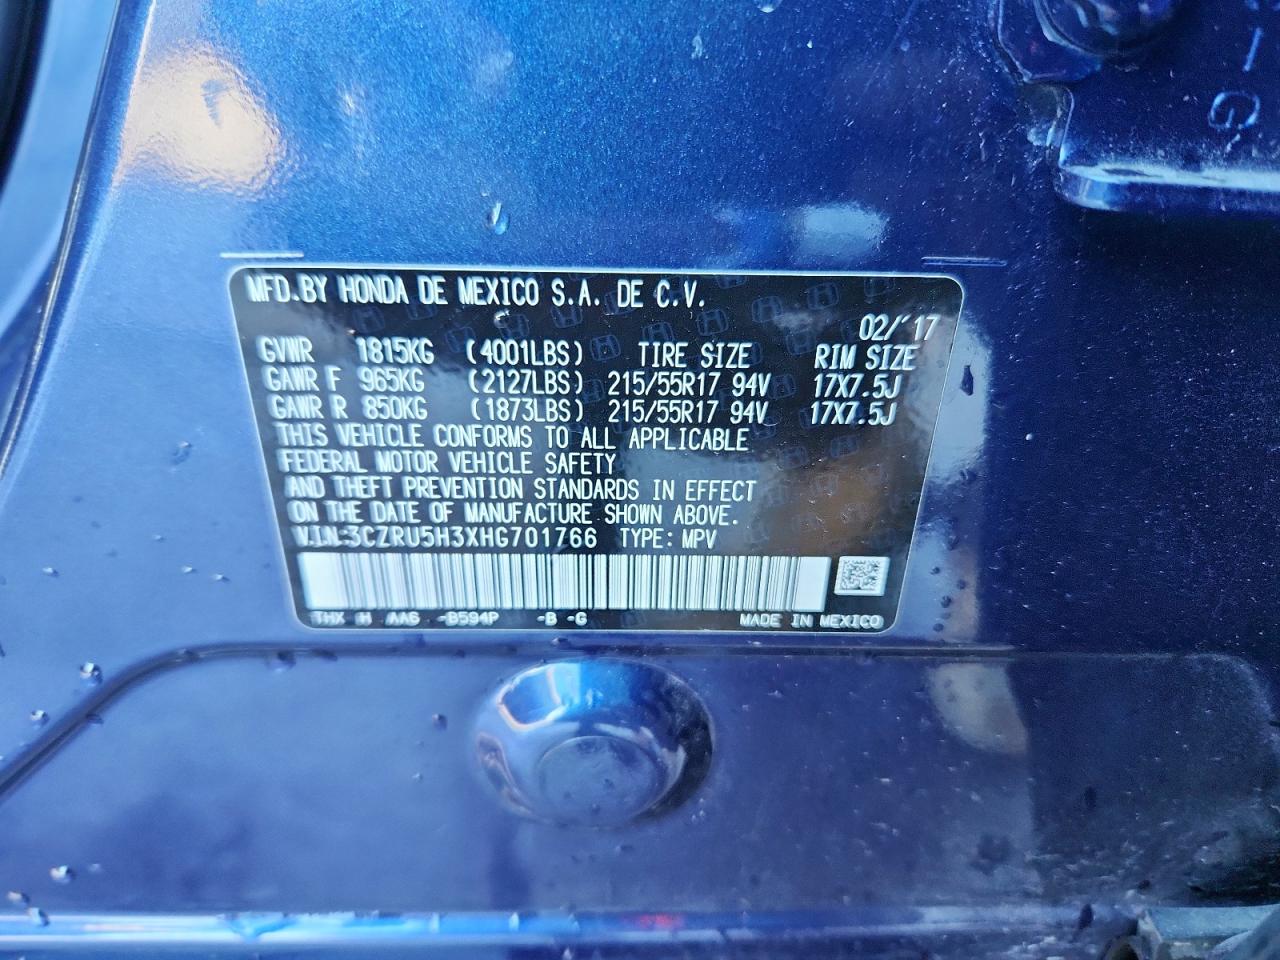 MFD.BY HONDA DE MEXICO S.A. DE C.V.
02/'17
GVWR 1815KG (4001LBS) TIRE SIZE RIM SIZE
GAWR F 965KG (2127LBS) 215/55R17 94V 17X7.5J
GAWR R 850KG (1873LBS) 215/55R17 94V 17X7.5J
THIS VEHICLE CONFORMS TO ALL APPLICABLE
FEDERAL MOTOR VEHICLE SAFETY
AND THEFT PREVENTION STANDARDS IN EFFECT
ON THE DATE OF MANUFACTURE SHOWN ABOVE.
V.I.N:3CZRU5H3XHG701766 TYPE: MPV
THX H AA6 -B594P -B -G MADE IN MEXICO